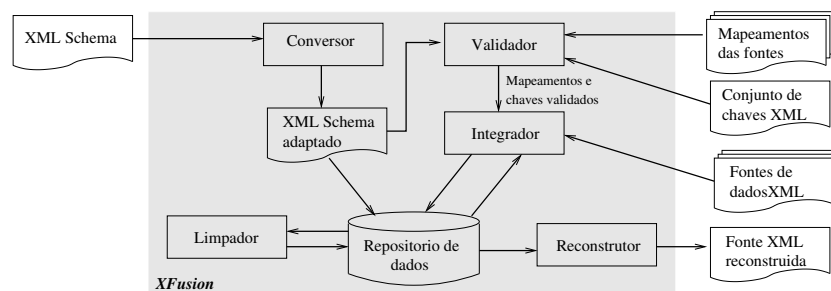 XML Schema
Conversor
Validador
Mapeamentos
das fontes
Mapeamentos e
chaves validados
Conjunto de
chaves XML
XML Schema
adaptado
Integrador
Fontes de
dadosXML
Limpador
Repositorio de
dados
Reconstrutor
Fonte XML
reconstruida
XFusion